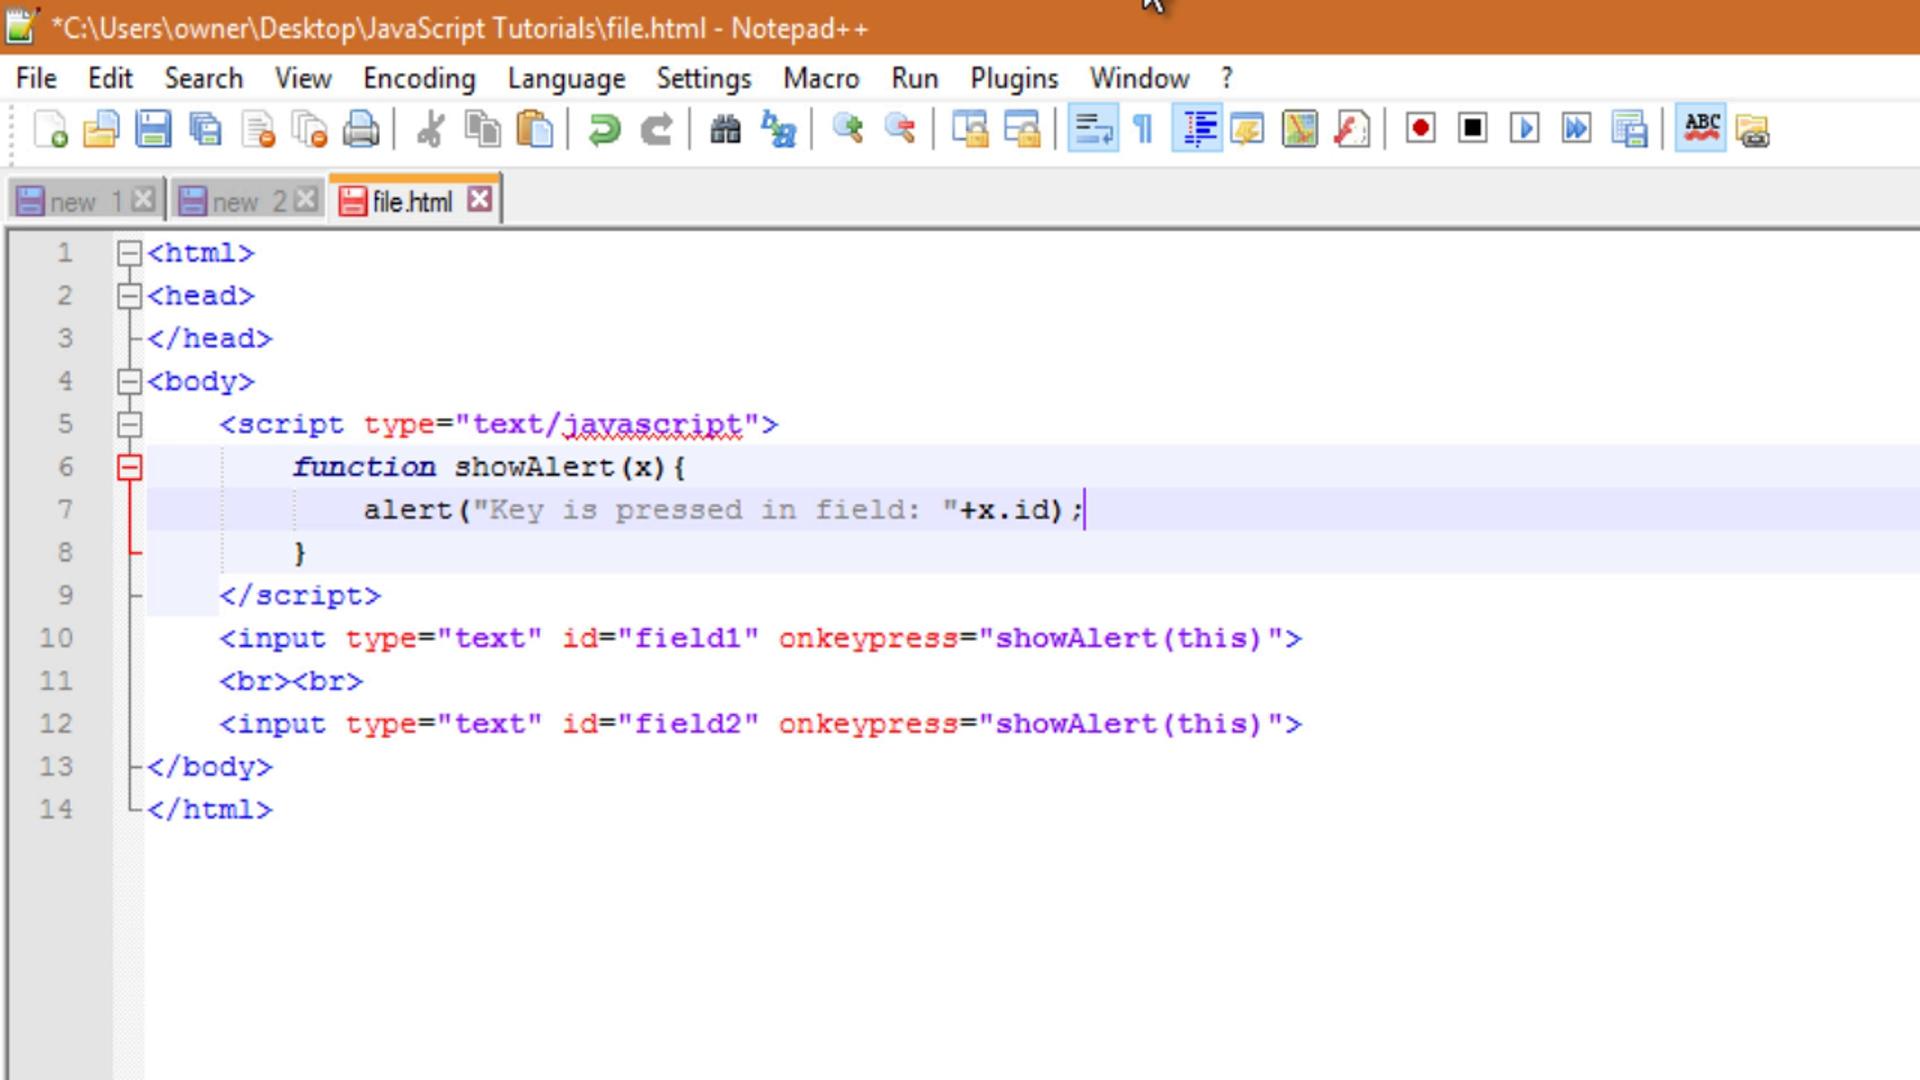 *C:\Users\owner\Desktop\JavaScript Tutorials\file.html - Notepad++
File Edit Search View Encoding Language Settings Macro Run Plugins Window ?
ABC
new 1 new 2 file.html
1 <html>
2 <head>
3 </head>
4 <body>
5 <script type="text/javascript">
6 function showAlert(x){
7 alert("Key is pressed in field: "+x.id);
8 }
9 </script>
10 <input type="text" id="field1" onkeypress="showAlert(this)">
11 <br><br>
12 <input type="text" id="field2" onkeypress="showAlert(this)">
13 </body>
14 </html>